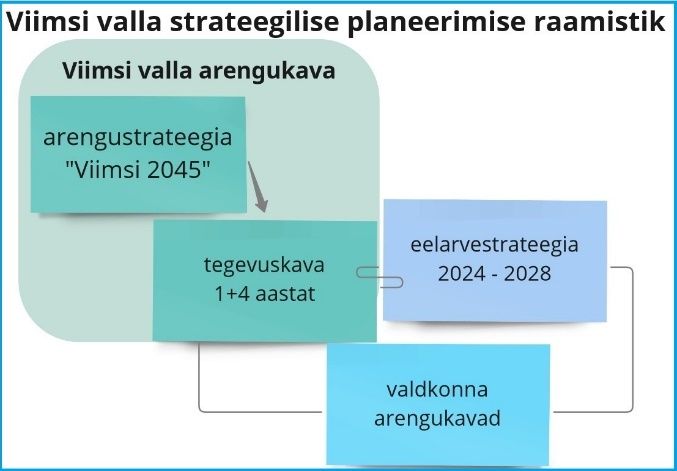 Viimsi valla strateegilise planeerimise raamistik
Viimsi valla arengukava
arengustrateegia
"Viimsi 2045"
tegevuskava
1+4 aastat
eelarvestrateegia
2024 - 2028
valdkonna
arengukavad